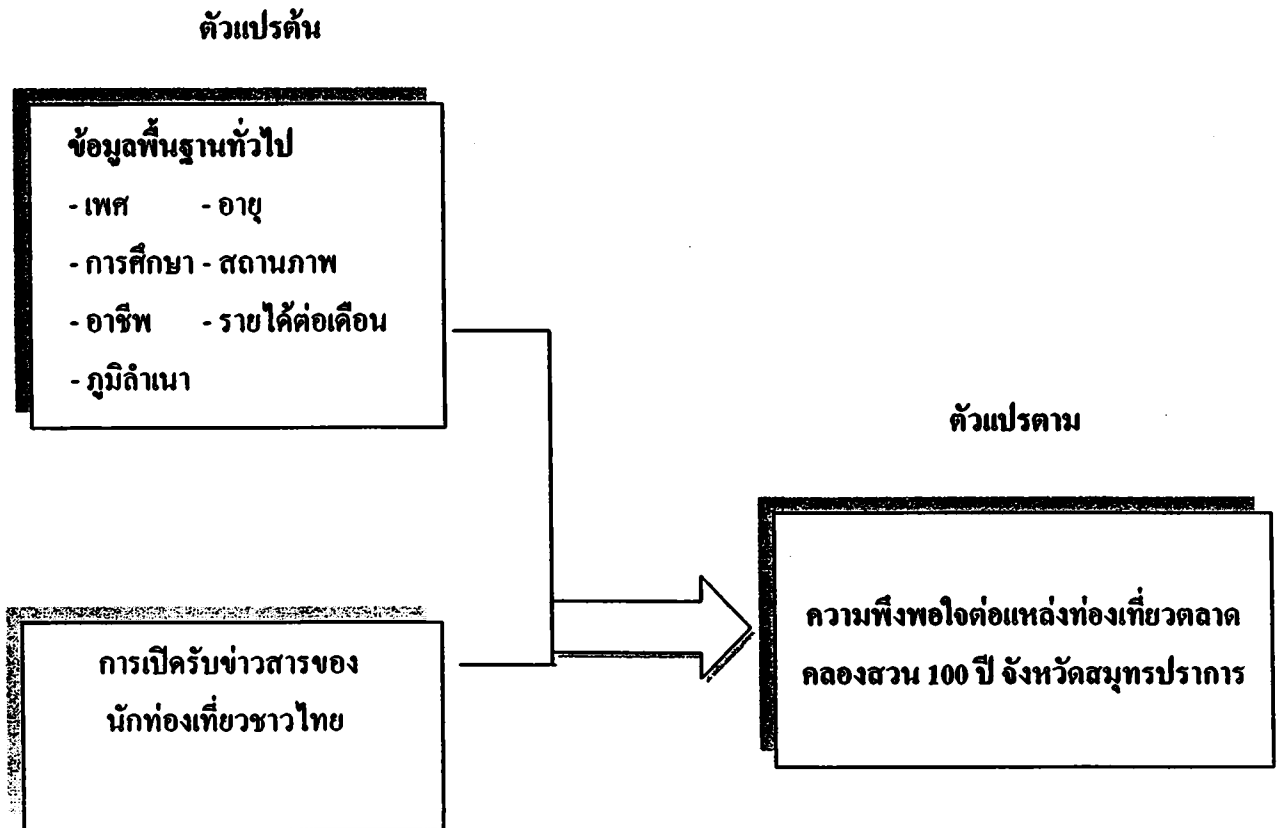 ตัวแปรต้น
ข้อมูลพื้นฐานทั่วไป
- เพศ - อายุ
- การศึกษา - สถานภาพ
- อาชีพ - รายได้ต่อเดือน
- ภูมิลำเนา
การเปิดรับข่าวสารของ
นักท่องเที่ยวชาวไทย
ตัวแปรตาม
ความพึงพอใจต่อแหล่งท่องเที่ยวตลาด
คลองสวน 100 ปี จังหวัดสมุทรปราการ